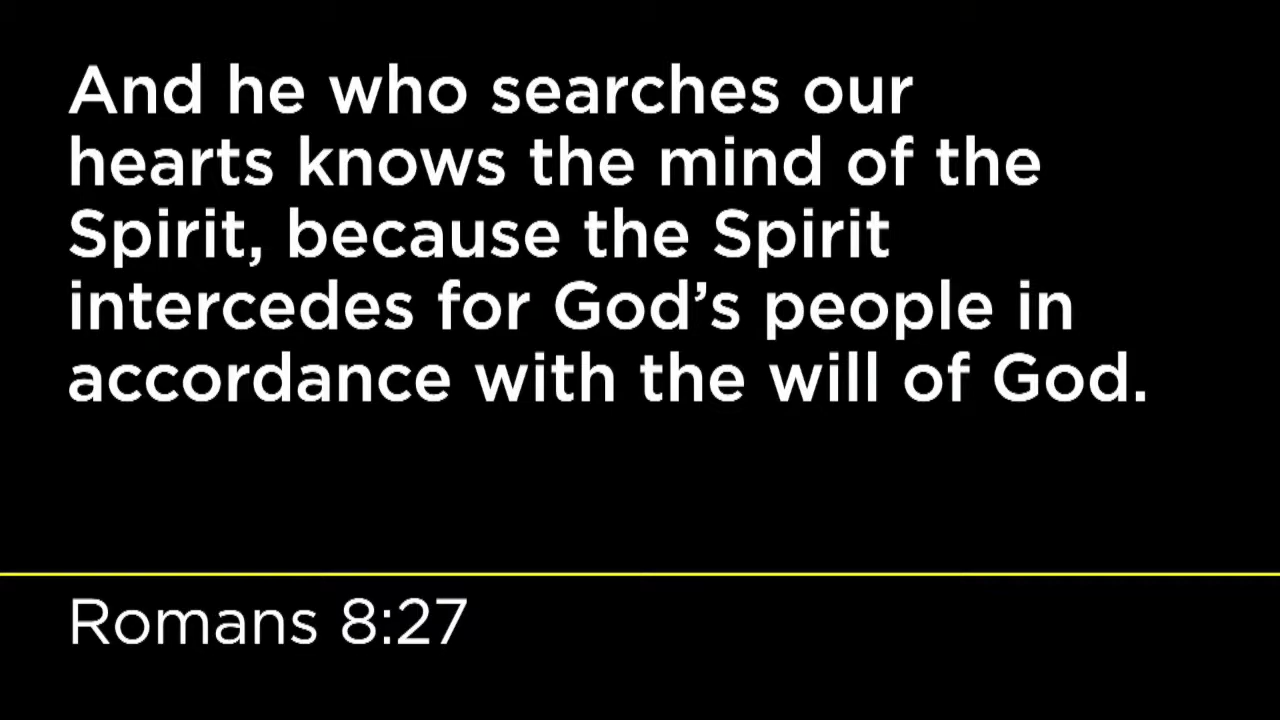 And he who searches our
hearts knows the mind of the
Spirit, because the Spirit
intercedes for God’s people in
accordance with the will of God.
Romans 8:27